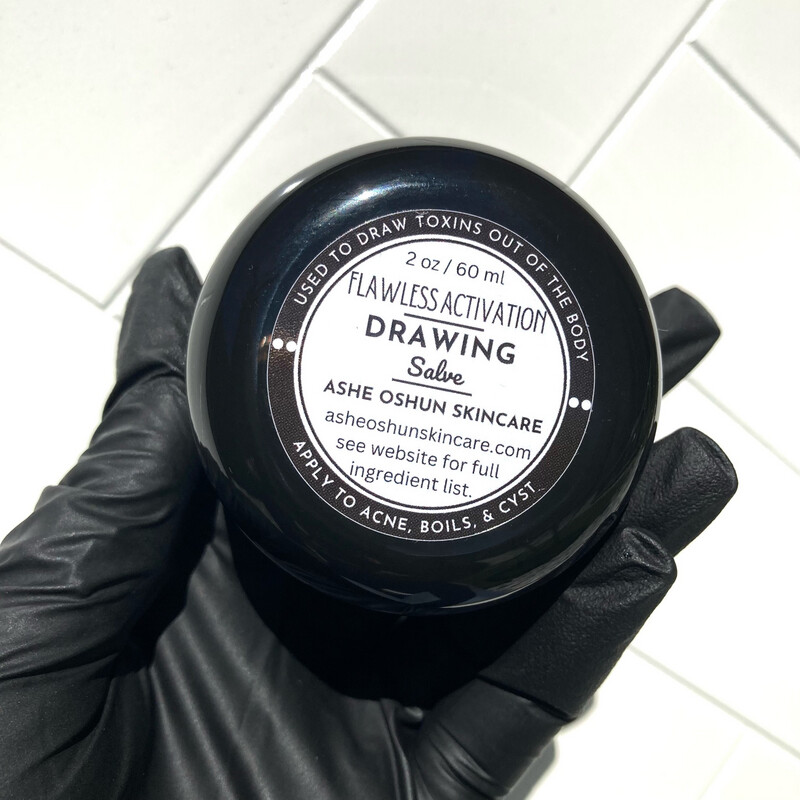 USED TO DRAW TOXINS OUT OF THE BODY
2 oz / 60 ml
FLAWLESS ACTIVATION
DRAWING
Salve
ASHE OSHUN SKINCARE
asheoshunskincare.com
see website for full
ingredient list.
APPLY TO ACNE, BOILS, & CYST